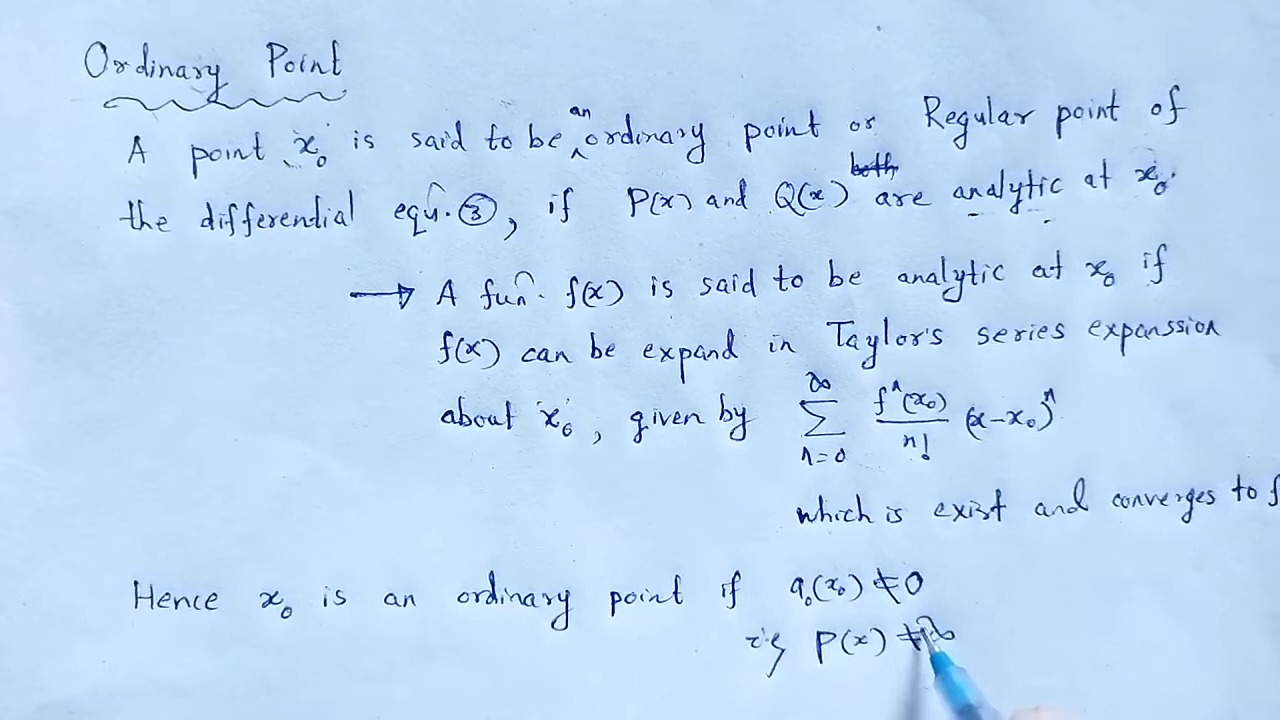 Ordinary Point
A point 'x₀' is said to be an ordinary point or Regular point of
the differential equn. ③, if P(x) and Q(x) both are analytic at x₀.
→ A fun. f(x) is said to be analytic at x₀ if
f(x) can be expand in Taylor's series expanssion
about 'x₀', given by ∑_{n=0}^{∞} fⁿ(x₀)/n! (x-x₀)ⁿ
which is exist and converges to f
Hence x₀ is an ordinary point if a₀(x₀) ≠ 0
P(x) ≠